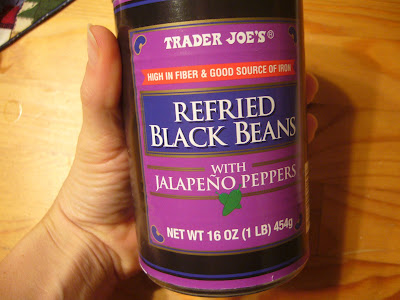 TRADER JOE'S®
HIGH IN FIBER & GOOD SOURCE OF IRON
REFRIED
BLACK BEANS
WITH
JALAPEÑO PEPPERS
NET WT 16 OZ (1 LB) 454g